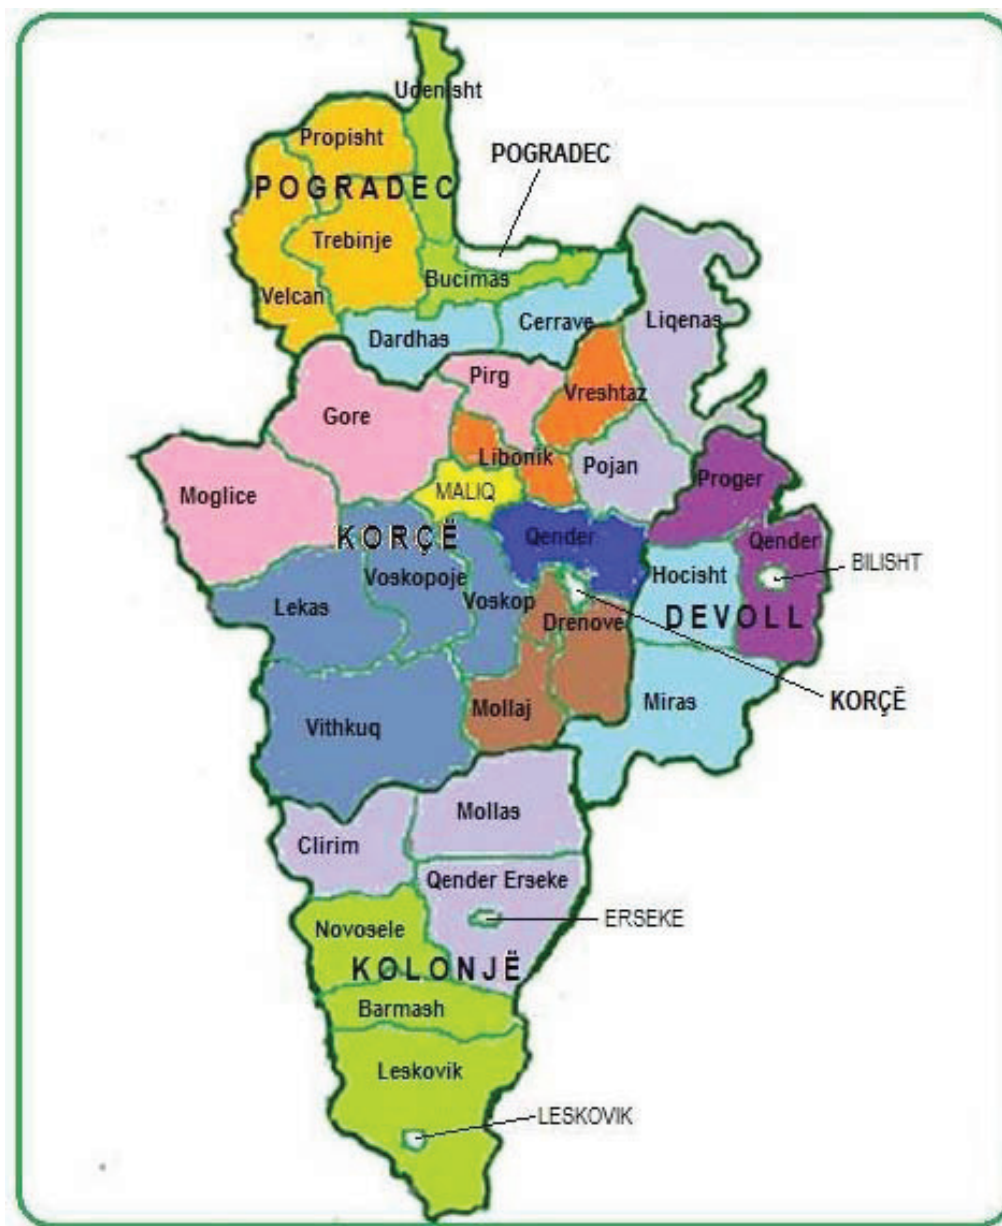 Udenisht
Propisht
POGRADEC
POGRADEC
Trebinje
Bucimas
Velcan
Liqenas
Cerrave
Dardhas
Pirg
Vreshtaz
Gore
Libonik
Pojan
Proger
Moglice
MALIQ
KORÇË
Qender
Qender
BILISHT
Voskopoje
Hocisht
Lekas
Voskop
Drenove
DEVOLL
Miras
KORÇË
Mollaj
Vithkuq
Mollas
Clirim
Qender Erseke
ERSEKE
Novosele
KOLONJË
Barmash
Leskovik
LESKOVIK